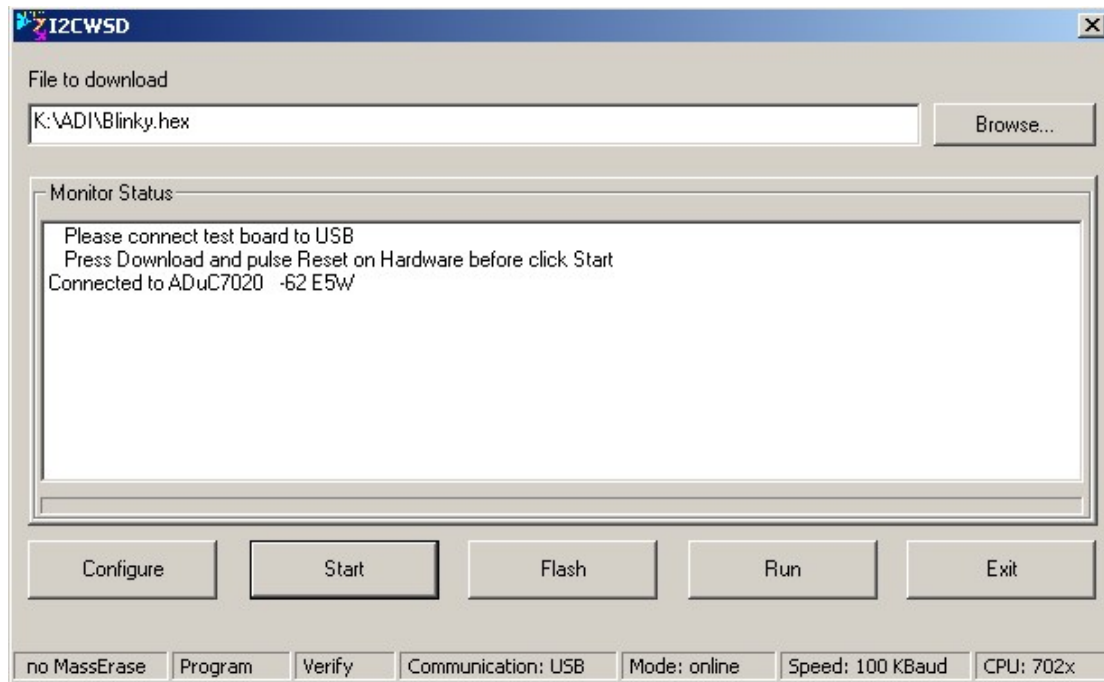 I2CWSD
File to download
K:\ADI\Blinky.hex
Browse...
Monitor Status
Please connect test board to USB
Press Download and pulse Reset on Hardware before click Start
Connected to ADuC7020 -62 E5W
Configure Start Flash Run Exit
no MassErase Program Verify Communication: USB Mode: online Speed: 100 KBaud CPU: 702x